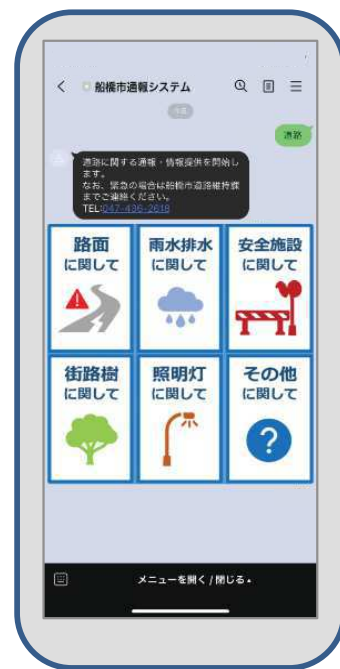 船橋市通報システム
今日
道路
道路に関する通報・情報提供を開始し
ます。
なお、緊急の場合は船橋市道路維持課
までご連絡ください。
TEL:047-436-2618
路面
に関して
雨水排水
に関して
安全施設
に関して
街路樹
に関して
照明灯
に関して
その他
に関して
?
メニューを開く / 閉じる